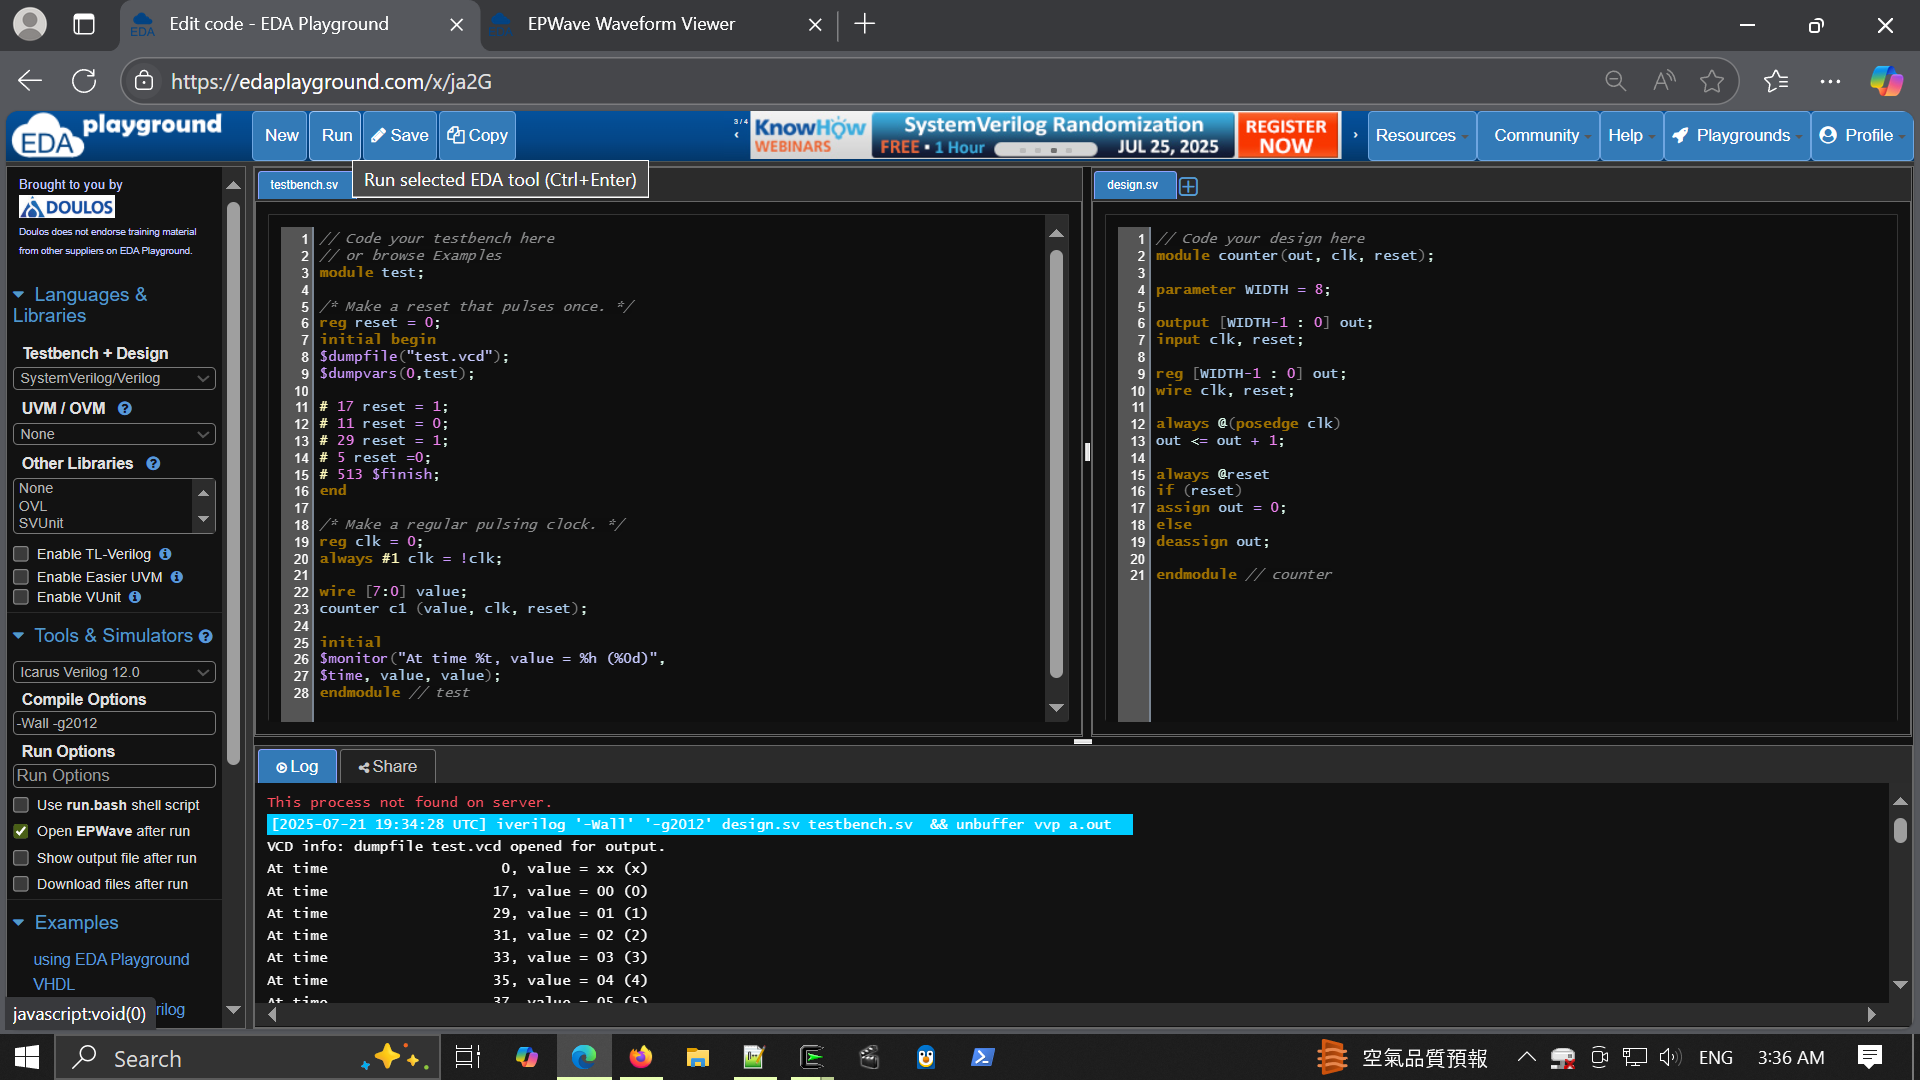 Edit code - EDA Playground
EPWave Waveform Viewer
https://edaplayground.com/x/ja2G
EDA playground
New
Run
Save
Copy
3 / 4
KNOWHOW WEBINARS
SystemVerilog Randomization
FREE • 1 Hour
JUL 25, 2025
REGISTER NOW
Resources
Community
Help
Playgrounds
Profile
Run selected EDA tool (Ctrl+Enter)
Brought to you by
DOULOS
Doulos does not endorse training material
from other suppliers on EDA Playground.
Languages &
Libraries
Testbench + Design
SystemVerilog/Verilog
UVM / OVM
None
Other Libraries
None
OVL
SVUnit
Enable TL-Verilog
Enable Easier UVM
Enable VUnit
Tools & Simulators
Icarus Verilog 12.0
Compile Options
-Wall -g2012
Run Options
Run Options
Use run.bash shell script
Open EPWave after run
Show output file after run
Download files after run
Examples
using EDA Playground
VHDL
rilog
javascript:void(0)
testbench.sv
1 // Code your testbench here
2 // or browse Examples
3 module test;
4
5 /* Make a reset that pulses once. */
6 reg reset = 0;
7 initial begin
8 $dumpfile("test.vcd");
9 $dumpvars(0,test);
10
11 # 17 reset = 1;
12 # 11 reset = 0;
13 # 29 reset = 1;
14 # 5 reset =0;
15 # 513 $finish;
16 end
17
18 /* Make a regular pulsing clock. */
19 reg clk = 0;
20 always #1 clk = !clk;
21
22 wire [7:0] value;
23 counter c1 (value, clk, reset);
24
25 initial
26 $monitor("At time %t, value = %h (%0d)",
27 $time, value, value);
28 endmodule // test
design.sv
1 // Code your design here
2 module counter(out, clk, reset);
3
4 parameter WIDTH = 8;
5
6 output [WIDTH-1 : 0] out;
7 input clk, reset;
8
9 reg [WIDTH-1 : 0] out;
10 wire clk, reset;
11
12 always @(posedge clk)
13 out <= out + 1;
14
15 always @reset
16 if (reset)
17 assign out = 0;
18 else
19 deassign out;
20
21 endmodule // counter
Log
Share
This process not found on server.
[2025-07-21 19:34:28 UTC] iverilog '-Wall' '-g2012' design.sv testbench.sv && unbuffer vvp a.out
VCD info: dumpfile test.vcd opened for output.
At time 0, value = xx (x)
At time 17, value = 00 (0)
At time 29, value = 01 (1)
At time 31, value = 02 (2)
At time 33, value = 03 (3)
At time 35, value = 04 (4)
At time 37, value = 05 (5)
Search
空氣品質預報
ENG
3:36 AM